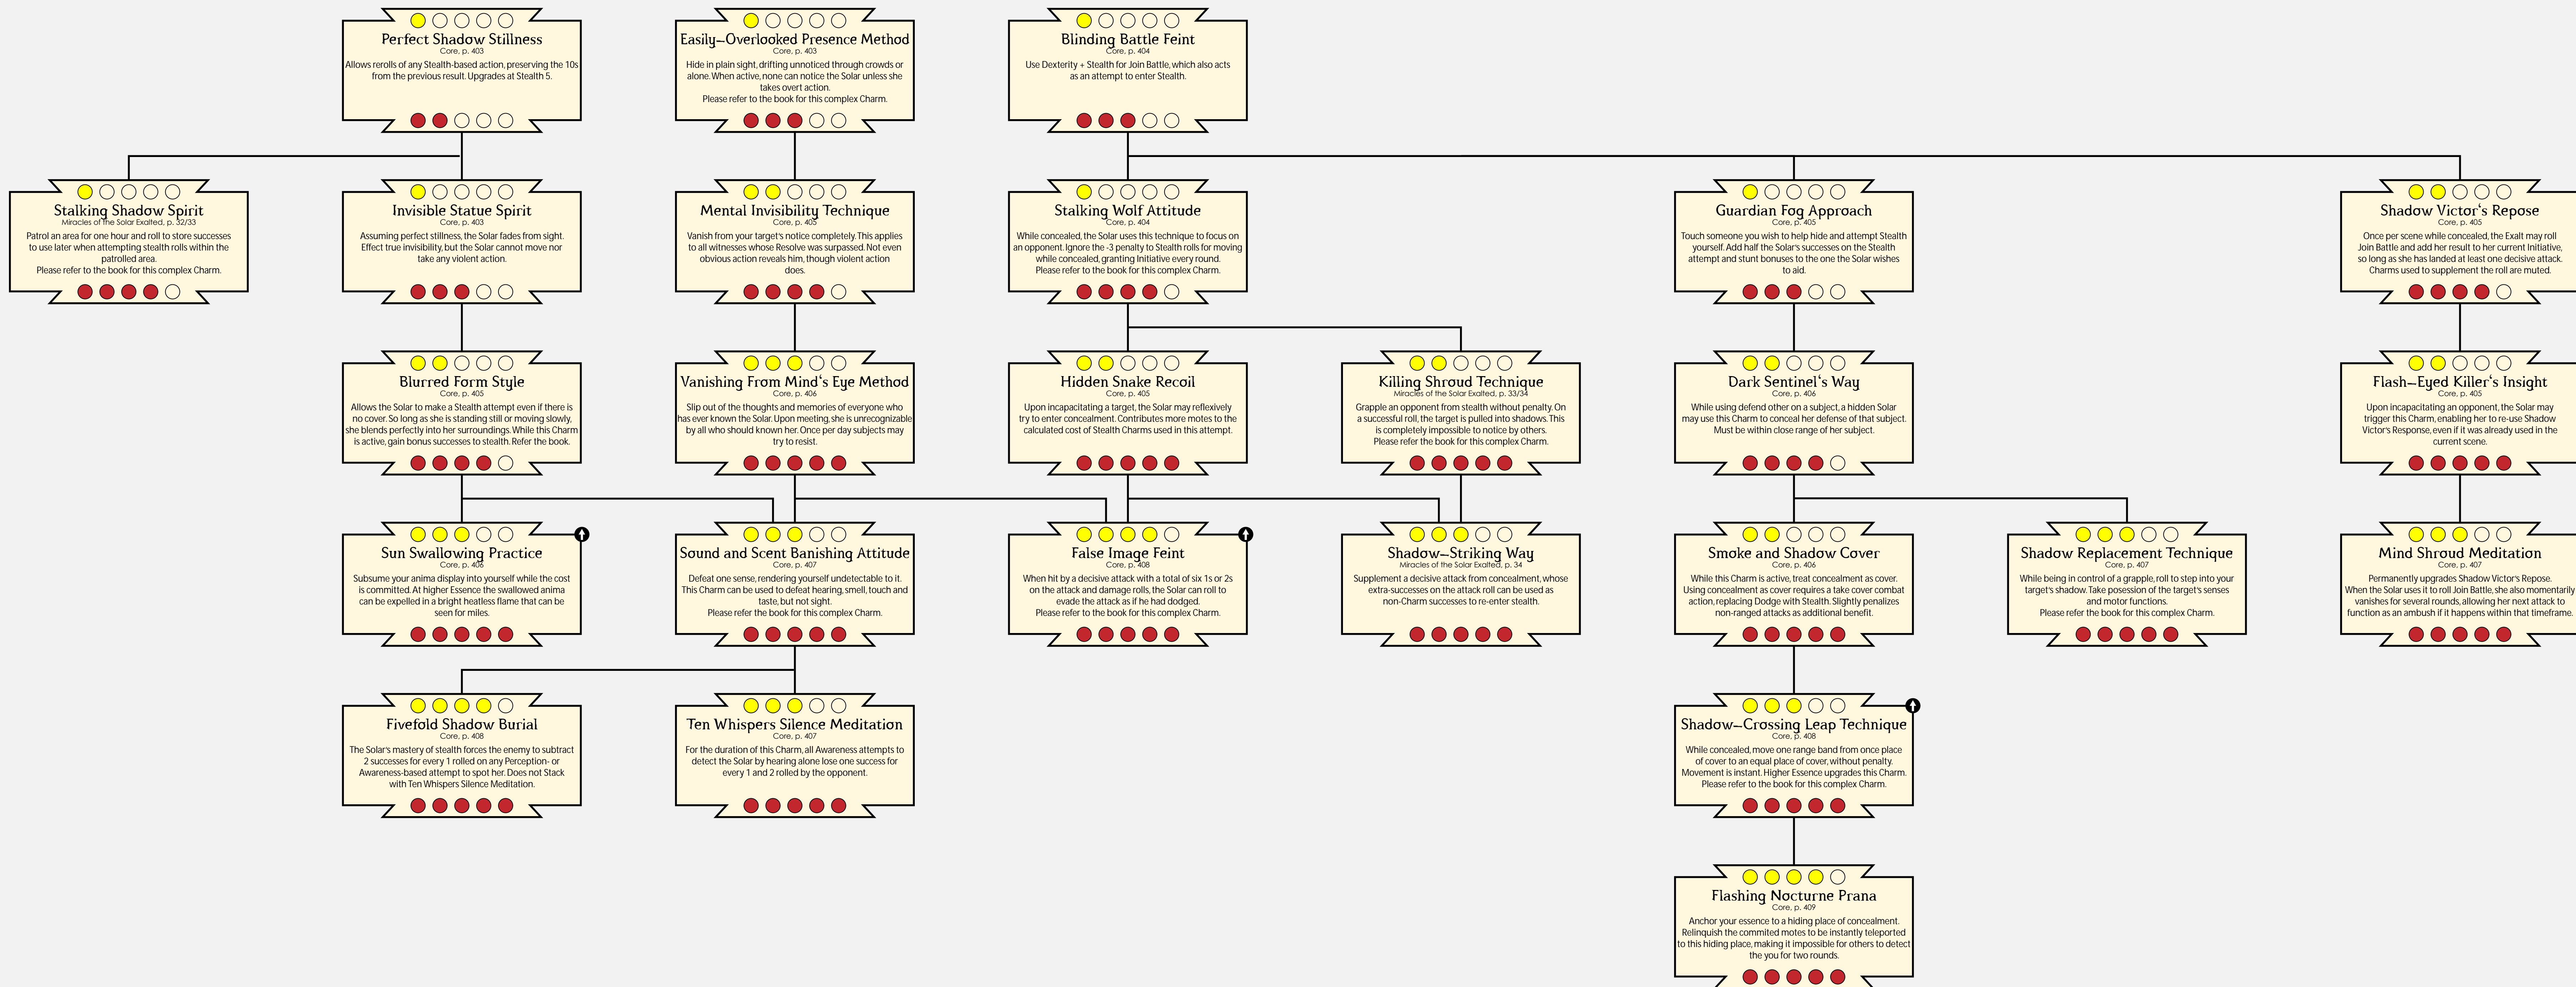 Perfect Shadow Stillness
Core, p. 403
Allows rerolls of any Stealth-based action, preserving the 10s
from the previous result. Upgrades at Stealth 5.
Easily-Overlooked Presence Method
Core, p. 403
Hide in plain sight, drifting unnoticed through crowds or
alone. When active, none can notice the Solar unless she
takes overt action.
Please refer to the book for this complex Charm.
Blinding Battle Feint
Core, p. 404
Use Dexterity + Stealth for Join Battle, which also acts
as an attempt to enter Stealth.
Stalking Shadow Spirit
Miracles of the Solar Exalted, p. 32/33
Patrol an area for one hour and roll to store successes
to use later when attempting stealth rolls within the
patrolled area.
Please refer to the book for this complex Charm.
Invisible Statue Spirit
Core, p. 403
Assuming perfect stillness, the Solar fades from sight.
Effect true invisibility, but the Solar cannot move nor
take any violent action.
Mental Invisibility Technique
Core, p. 405
Vanish from your target's notice completely. This applies
to all witnesses whose Resolve was surpassed. Not even
obvious action reveals him, though violent action
does.
Stalking Wolf Attitude
Core, p. 404
While concealed, the Solar uses this technique to focus on
an opponent. Ignore the -3 penalty to Stealth rolls for moving
while concealed, granting Initiative every round.
Please refer to the book for this complex Charm.
Guardian Fog Approach
Core, p. 405
Touch someone you wish to help hide and attempt Stealth
yourself. Add half the Solar's successes on the Stealth
attempt and stunt bonuses to the one the Solar wishes
to aid.
Shadow Victor's Repose
Core, p. 405
Once per scene while concealed, the Exalt may roll
Join Battle and add her result to her current Initiative,
so long as she has landed at least one decisive attack.
Charms used to supplement the roll are muted.
Blurred Form Style
Core, p. 405
Allows the Solar to make a Stealth attempt even if there is
no cover. So long as she is standing still or moving slowly,
she blends perfectly into her surroundings. While this Charm
is active, gain bonus successes to stealth. Refer the book.
Vanishing From Mind's Eye Method
Core, p. 406
Slip out of the thoughts and memories of everyone who
has ever known the Solar. Upon meeting, she is unrecognizable
by all who should known her. Once per day subjects may
try to resist.
Hidden Snake Recoil
Core, p. 405
Upon incapacitating a target, the Solar may reflexively
try to enter concealment. Contributes more motes to the
calculated cost of Stealth Charms used in this attempt.
Killing Shroud Technique
Miracles of the Solar Exalted, p. 33/34
Grapple an opponent from stealth without penalty. On
a successful roll, the target is pulled into shadows. This
is completely impossible to notice by others.
Please refer the book for this complex Charm.
Dark Sentinel's Way
Core, p. 406
While using defend other on a subject, a hidden Solar
may use this Charm to conceal her defense of that subject.
Must be within close range of her subject.
Flash-Eyed Killer's Insight
Core, p. 405
Upon incapacitating an opponent, the Solar may
trigger this Charm, enabling her to re-use Shadow
Victor's Response, even if it was already used in the
current scene.
Sun Swallowing Practice
Core, p. 406
Subsume your anima display into yourself while the cost
is committed. At higher Essence the swallowed anima
can be expelled in a bright heatless flame that can be
seen for miles.
Sound and Scent Banishing Attitude
Core, p. 407
Defeat one sense, rendering yourself undetectable to it.
This Charm can be used to defeat hearing, smell, touch and
taste, but not sight.
Please refer the book for this complex Charm.
False Image Feint
Core, p. 408
When hit by a decisive attack with a total of six 1s or 2s
on the attack and damage rolls, the Solar can roll to
evade the attack as if he had dodged.
Please refer to the book for this complex Charm.
Shadow-Striking Way
Miracles of the Solar Exalted, p. 34
Supplement a decisive attack from concealment, whose
extra-successes on the attack roll can be used as
non-Charm successes to re-enter stealth.
Smoke and Shadow Cover
Core, p. 406
While this Charm is active, treat concealment as cover.
Using concealment as cover requires a take cover combat
action, replacing Dodge with Stealth. Slightly penalizes
non-ranged attacks as additional benefit.
Shadow Replacement Technique
Core, p. 407
While being in control of a grapple, roll to step into your
target's shadow. Take posession of the target's senses
and motor functions.
Please refer to the book for this complex Charm.
Mind Shroud Meditation
Core, p. 407
Permanently upgrades Shadow Victor's Repose.
When the Solar uses it to roll Join Battle, she also momentarily
vanishes for several rounds, allowing her next attack to
function as an ambush if it happens within that timeframe.
Fivefold Shadow Burial
Core, p. 408
The Solar's mastery of stealth forces the enemy to subtract
2 successes for every 1 rolled on any Perception- or
Awareness-based attempt to spot her. Does not Stack
with Ten Whispers Silence Meditation.
Ten Whispers Silence Meditation
Core, p. 407
For the duration of this Charm, all Awareness attempts to
detect the Solar by hearing alone lose one success for
every 1 and 2 rolled by the opponent.
Shadow-Crossing Leap Technique
Core, p. 408
While concealed, move one range band from once place
of cover to an equal place of cover, without penalty.
Movement is instant. Higher Essence upgrades this Charm.
Please refer to the book for this complex Charm.
Flashing Nocturne Prana
Core, p. 409
Anchor your essence to a hiding place of concealment.
Relinquish the commited motes to be instantly teleported
to this hiding place, making it impossible for others to detect
the you for two rounds.